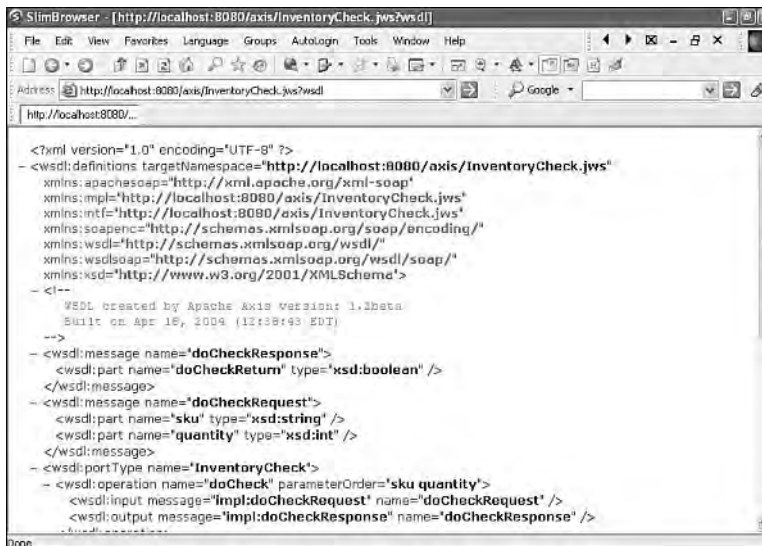 SlimBrowser - [http://localhost:8080/axis/InventoryCheck.jws?wsdl]
File Edit View Favorites Language Groups AutoLogin Tools Window Help
Address http://localhost:8080/axis/InventoryCheck.jws?wsdl Google
http://localhost:8080/...
<?xml version="1.0" encoding="UTF-8" ?>
- <wsdl:definitions targetNamespace="http://localhost:8080/axis/InventoryCheck.jws"
xmlns:apachesoap="http://xml.apache.org/xml-soap"
xmlns:impl="http://localhost:8080/axis/InventoryCheck.jws"
xmlns:intf="http://localhost:8080/axis/InventoryCheck.jws"
xmlns:soapenc="http://schemas.xmlsoap.org/soap/encoding/"
xmlns:wsdl="http://schemas.xmlsoap.org/wsdl/"
xmlns:wsdlsoap="http://schemas.xmlsoap.org/wsdl/soap/"
xmlns:xsd="http://www.w3.org/2001/XMLSchema">
- <!--
WSDL created by Apache Axis version: 1.2beta
Built on Apr 18, 2004 (12:38:43 EDT)
-->
- <wsdl:message name="doCheckResponse">
<wsdl:part name="doCheckReturn" type="xsd:boolean" />
</wsdl:message>
- <wsdl:message name="doCheckRequest">
<wsdl:part name="sku" type="xsd:string" />
<wsdl:part name="quantity" type="xsd:int" />
</wsdl:message>
- <wsdl:portType name="InventoryCheck">
- <wsdl:operation name="doCheck" parameterOrder="sku quantity">
<wsdl:input message="impl:doCheckRequest" name="doCheckRequest" />
<wsdl:output message="impl:doCheckResponse" name="doCheckResponse" />
</wsdl:operation>
Done